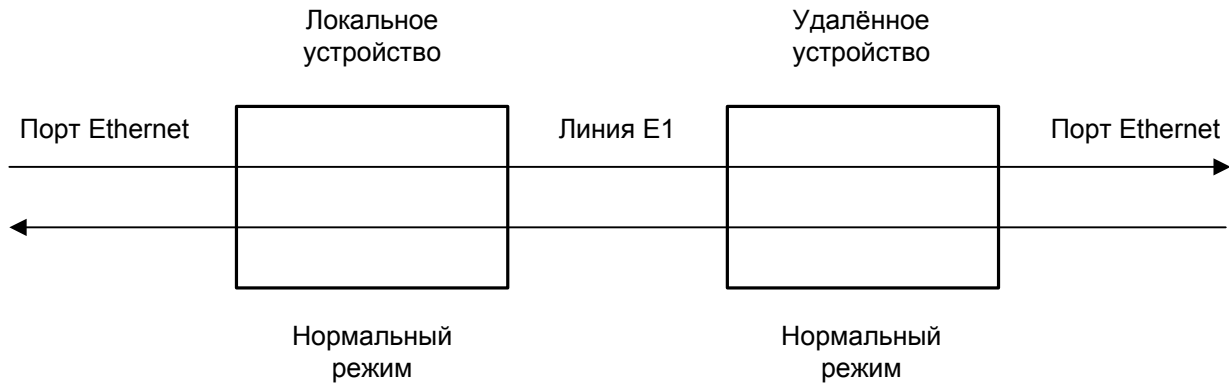 Локальное
устройство
Удалённое
устройство
Порт Ethernet
Линия E1
Порт Ethernet
Нормальный
режим
Нормальный
режим